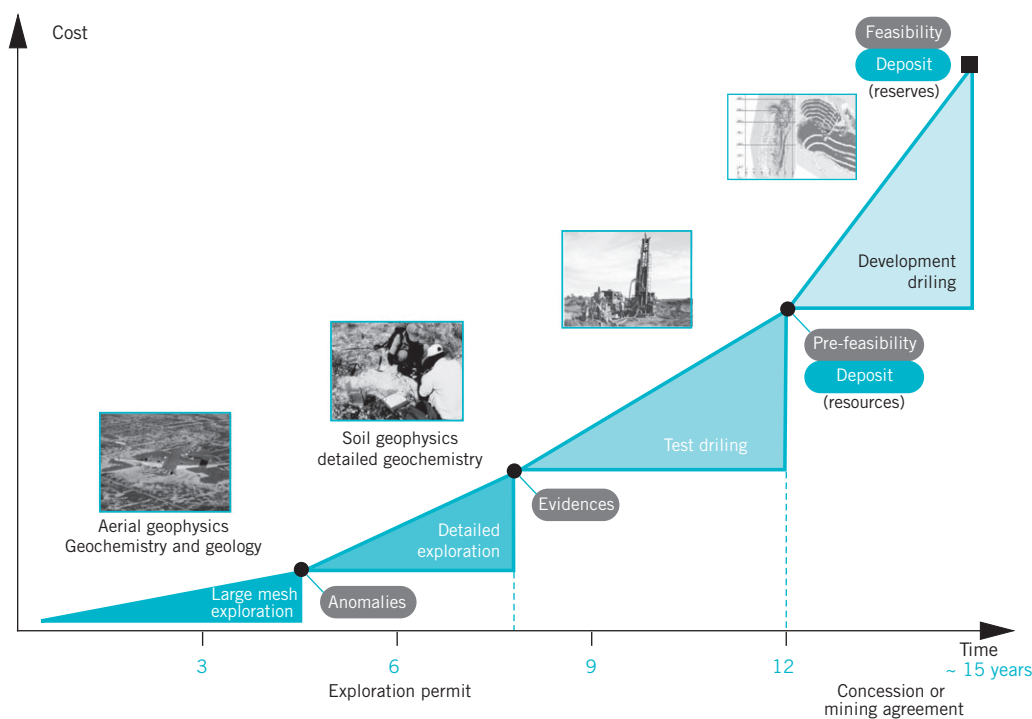 Cost
Feasibility
Deposit
(reserves)
Development
driling
Pre-feasibility
Deposit
(resources)
Test driling
Soil geophysics
detailed geochemistry
Evidences
Detailed
exploration
Aerial geophysics
Geochemistry and geology
Large mesh
exploration
Anomalies
Time
3
6
9
12
~ 15 years
Exploration permit
Concession or
mining agreement